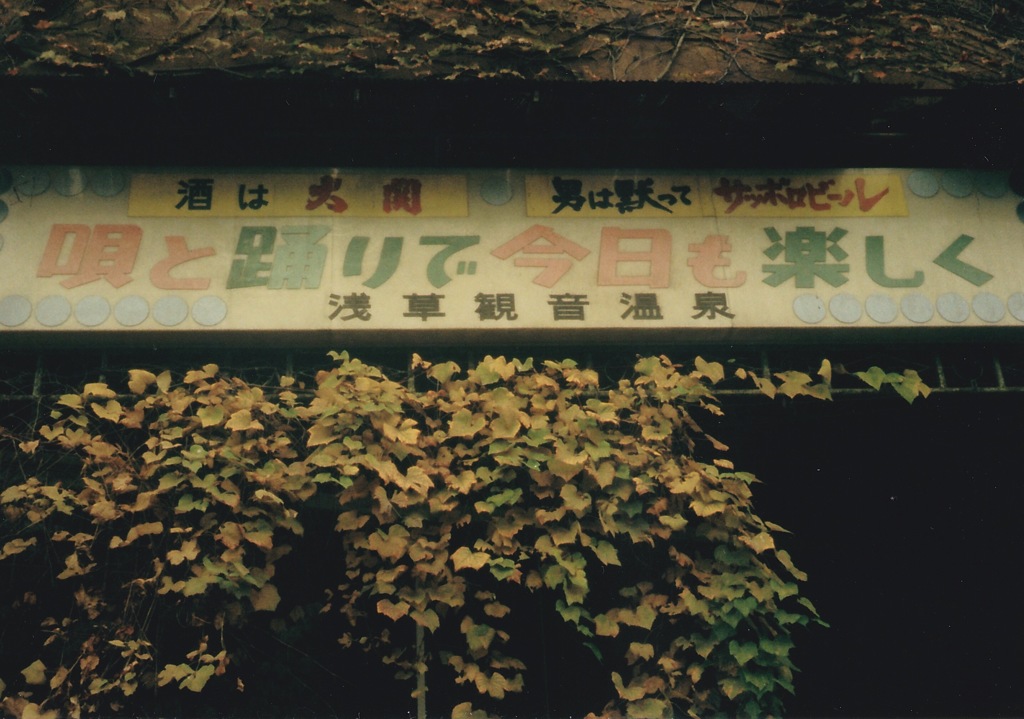 酒は 大関 男は黙って サッポロビール
唄と踊りで今日も楽しく
浅草観音温泉